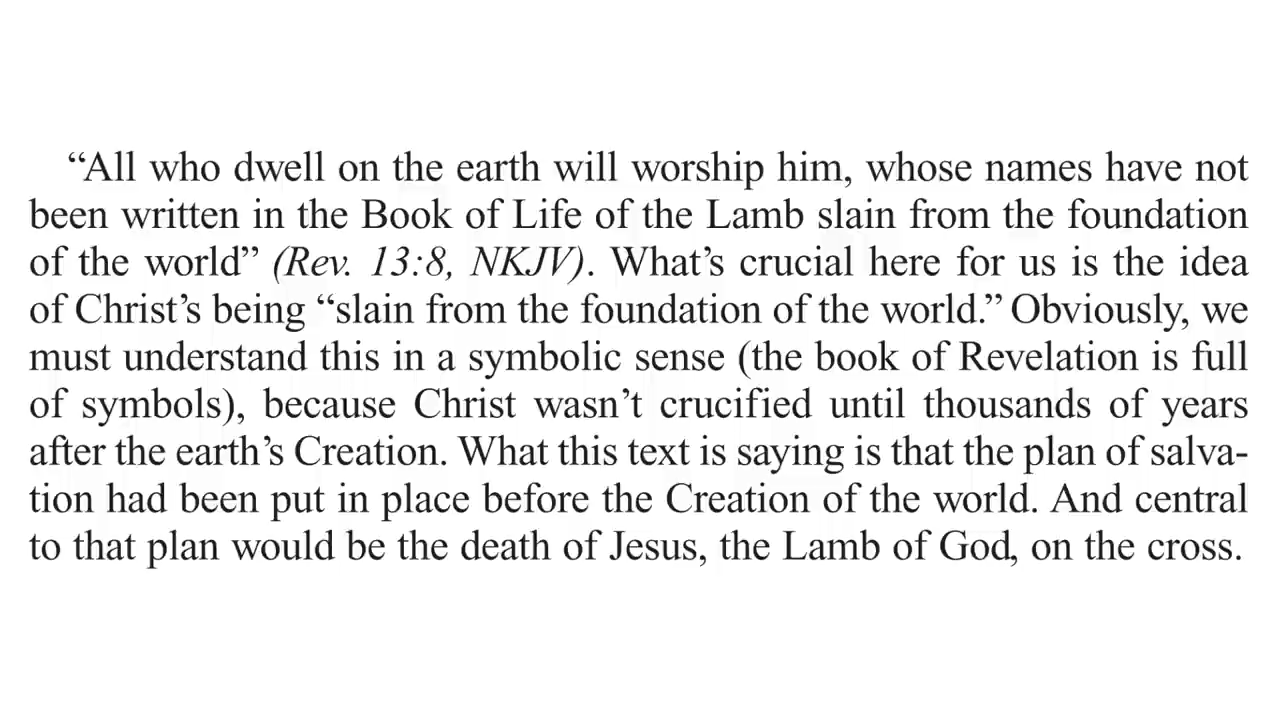 “All who dwell on the earth will worship him, whose names have not
been written in the Book of Life of the Lamb slain from the foundation
of the world” (Rev. 13:8, NKJV). What’s crucial here for us is the idea
of Christ’s being “slain from the foundation of the world.” Obviously, we
must understand this in a symbolic sense (the book of Revelation is full
of symbols), because Christ wasn’t crucified until thousands of years
after the earth’s Creation. What this text is saying is that the plan of salva-
tion had been put in place before the Creation of the world. And central
to that plan would be the death of Jesus, the Lamb of God, on the cross.